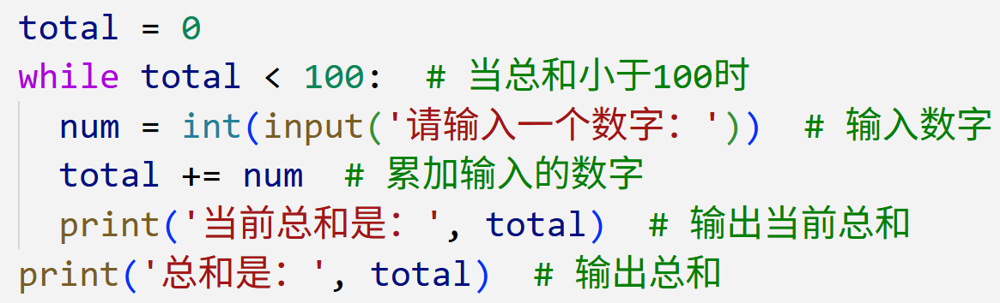 total = 0
while total < 100:  # 当总和小于100时
  num = int(input('请输入一个数字：'))  # 输入数字
  total += num  # 累加输入的数字
  print('当前总和是：', total)  # 输出当前总和
print('总和是：', total)  # 输出总和